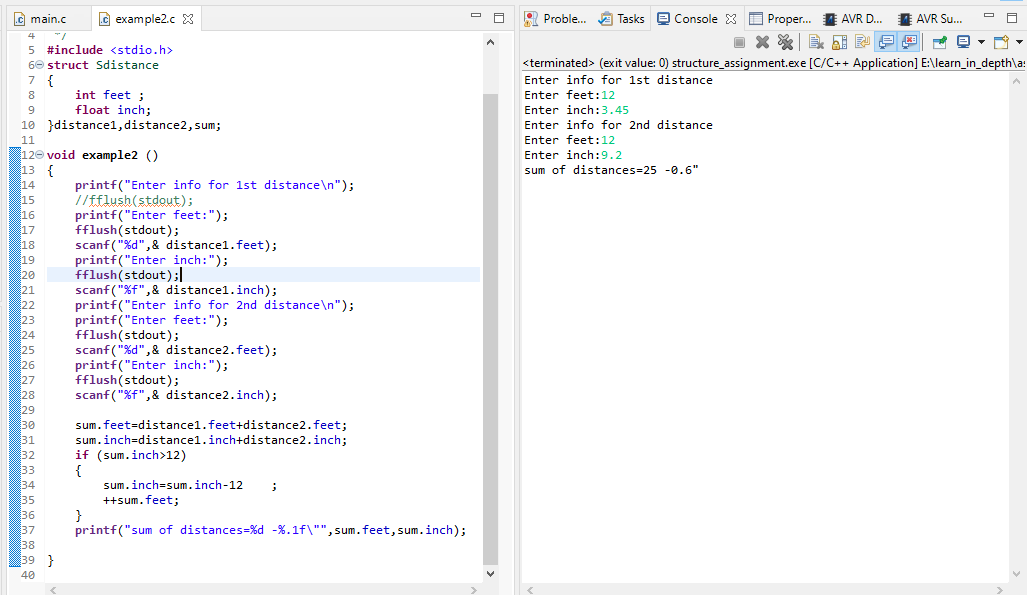 main.c
example2.c
4 */
5 #include <stdio.h>
6 struct Sdistance
7 {
8 int feet ;
9 float inch;
10 }distance1,distance2,sum;
11
12 void example2 ()
13 {
14 printf("Enter info for 1st distance\n");
15 //fflush(stdout);
16 printf("Enter feet:");
17 fflush(stdout);
18 scanf("%d",& distance1.feet);
19 printf("Enter inch:");
20 fflush(stdout);
21 scanf("%f",& distance1.inch);
22 printf("Enter info for 2nd distance\n");
23 printf("Enter feet:");
24 fflush(stdout);
25 scanf("%d",& distance2.feet);
26 printf("Enter inch:");
27 fflush(stdout);
28 scanf("%f",& distance2.inch);
29
30 sum.feet=distance1.feet+distance2.feet;
31 sum.inch=distance1.inch+distance2.inch;
32 if (sum.inch>12)
33 {
34 sum.inch=sum.inch-12    ;
35 ++sum.feet;
36 }
37 printf("sum of distances=%d -%.1f\"",sum.feet,sum.inch);
38
39 }
40
Proble...
Tasks
Console
Proper...
AVR D...
AVR Su...
<terminated> (exit value: 0) structure_assignment.exe [C/C++ Application] E:\learn_in_depth\as
Enter info for 1st distance
Enter feet:12
Enter inch:3.45
Enter info for 2nd distance
Enter feet:12
Enter inch:9.2
sum of distances=25 -0.6"